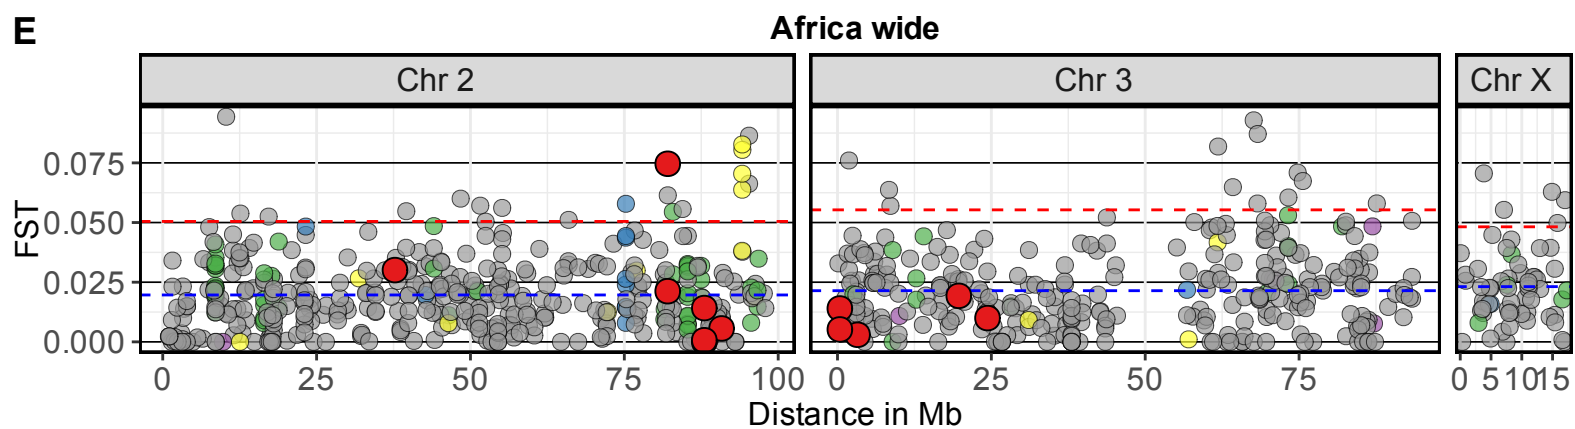 E
Africa wide
Chr 2
Chr 3
Chr X
FST
0.075
0.050
0.025
0.000
0 25 50 75 100
0 25 50 75
0 5 10 15
Distance in Mb